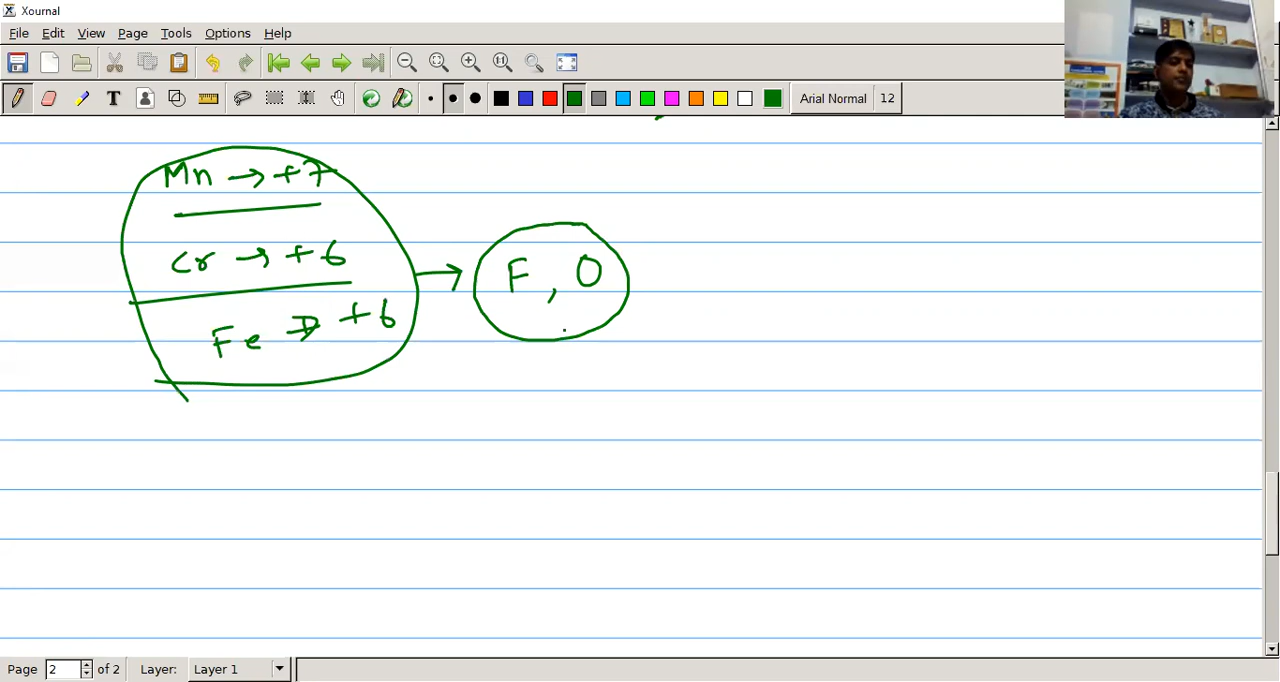 Xournal
File Edit View Page Tools Options Help
Arial Normal 12
Mn → +7
Cr → +6
Fe → +6
→ F, O
Page 2 of 2 Layer: Layer 1